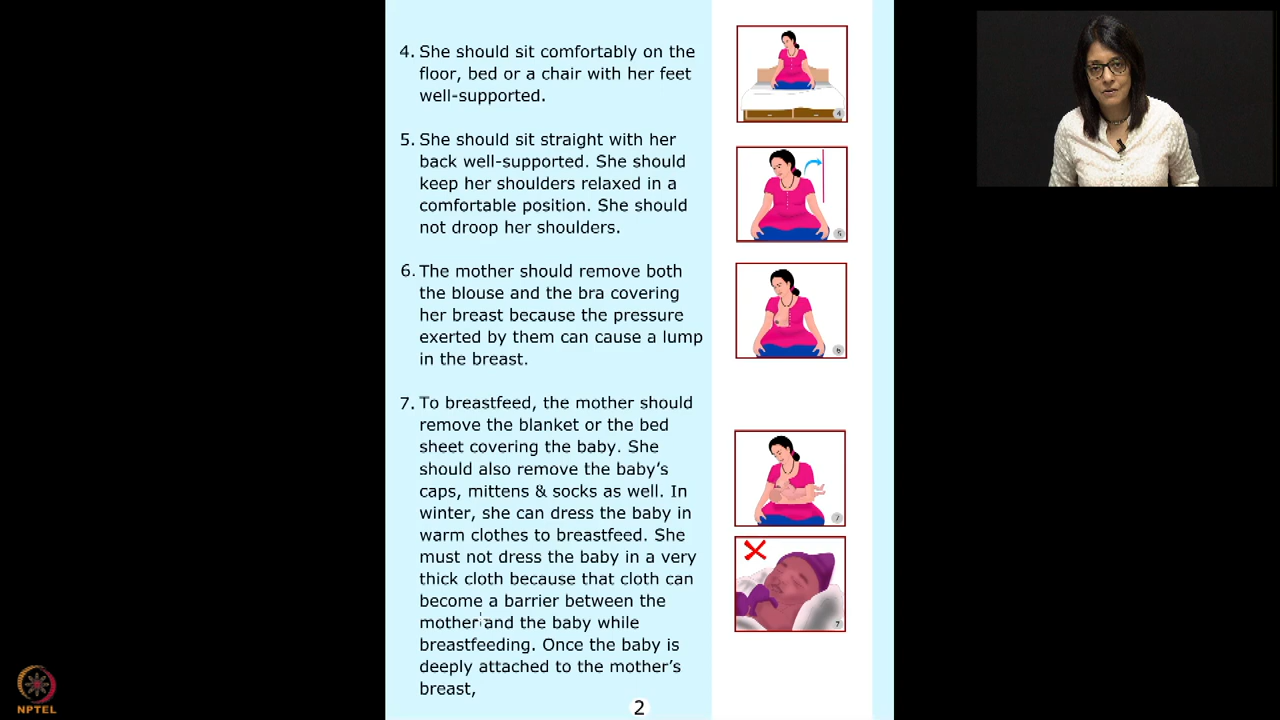 4. She should sit comfortably on the
floor, bed or a chair with her feet
well-supported.
5. She should sit straight with her
back well-supported. She should
keep her shoulders relaxed in a
comfortable position. She should
not droop her shoulders.
6. The mother should remove both
the blouse and the bra covering
her breast because the pressure
exerted by them can cause a lump
in the breast.
7. To breastfeed, the mother should
remove the blanket or the bed
sheet covering the baby. She
should also remove the baby's
caps, mittens & socks as well. In
winter, she can dress the baby in
warm clothes to breastfeed. She
must not dress the baby in a very
thick cloth because that cloth can
become a barrier between the
mother and the baby while
breastfeeding. Once the baby is
deeply attached to the mother's
breast,
2
4
5
6
7
7
NPTEL